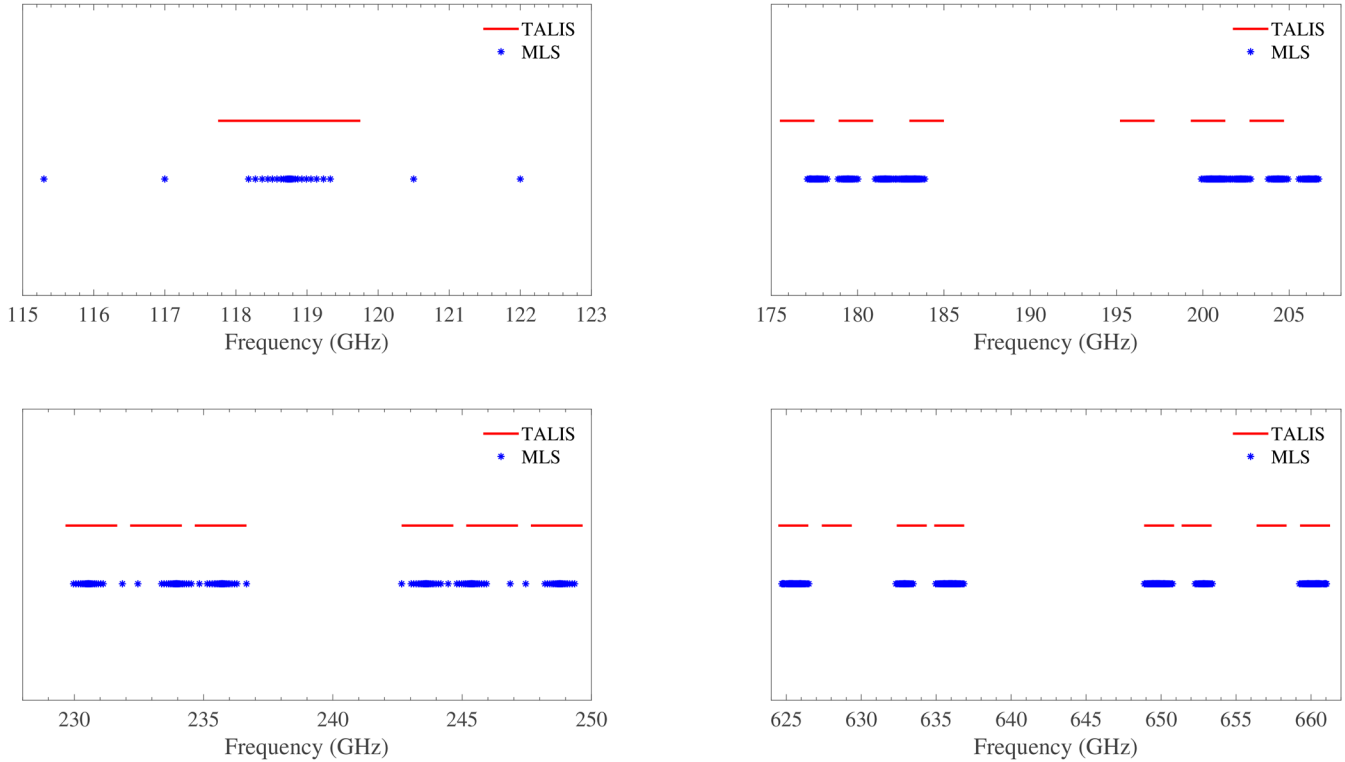 TALIS
MLS
115 116 117 118 119 120 121 122 123
Frequency (GHz)
TALIS
MLS
175 180 185 190 195 200 205
Frequency (GHz)
TALIS
MLS
230 235 240 245 250
Frequency (GHz)
TALIS
MLS
625 630 635 640 645 650 655 660
Frequency (GHz)